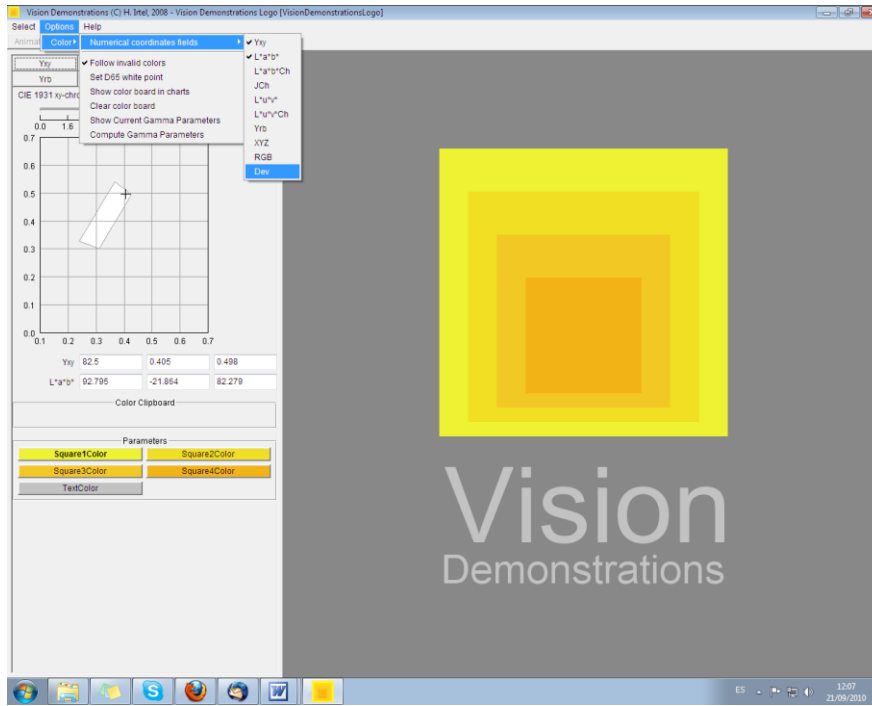 Vision Demonstrations (C) H. Irtel, 2008 - Vision Demonstrations Logo [VisionDemonstrationsLogo]
Select Options Help
Color Numerical coordinates fields Yxy
L*a*b*
L*a*b*Ch
JCh
L*u*v*
L*u*v*Ch
Yrb
XYZ
RGB
Dev
Follow invalid colors
Set D65 white point
Show color board in charts
Clear color board
Show Current Gamma Parameters
Compute Gamma Parameters
Yxy
Yrb
CIE 1931 xy-chro
0.0 1.6
0.7
0.6
0.5
0.4
0.3
0.2
0.1
0.0
0.1 0.2 0.3 0.4 0.5 0.6 0.7
Yxy 82.5 0.405 0.498
L*a*b* 92.795 -21.864 82.279
Color Clipboard
Parameters
Square1Color Square2Color
Square3Color Square4Color
TextColor
Vision
Demonstrations
ES 12:07
21/09/2010